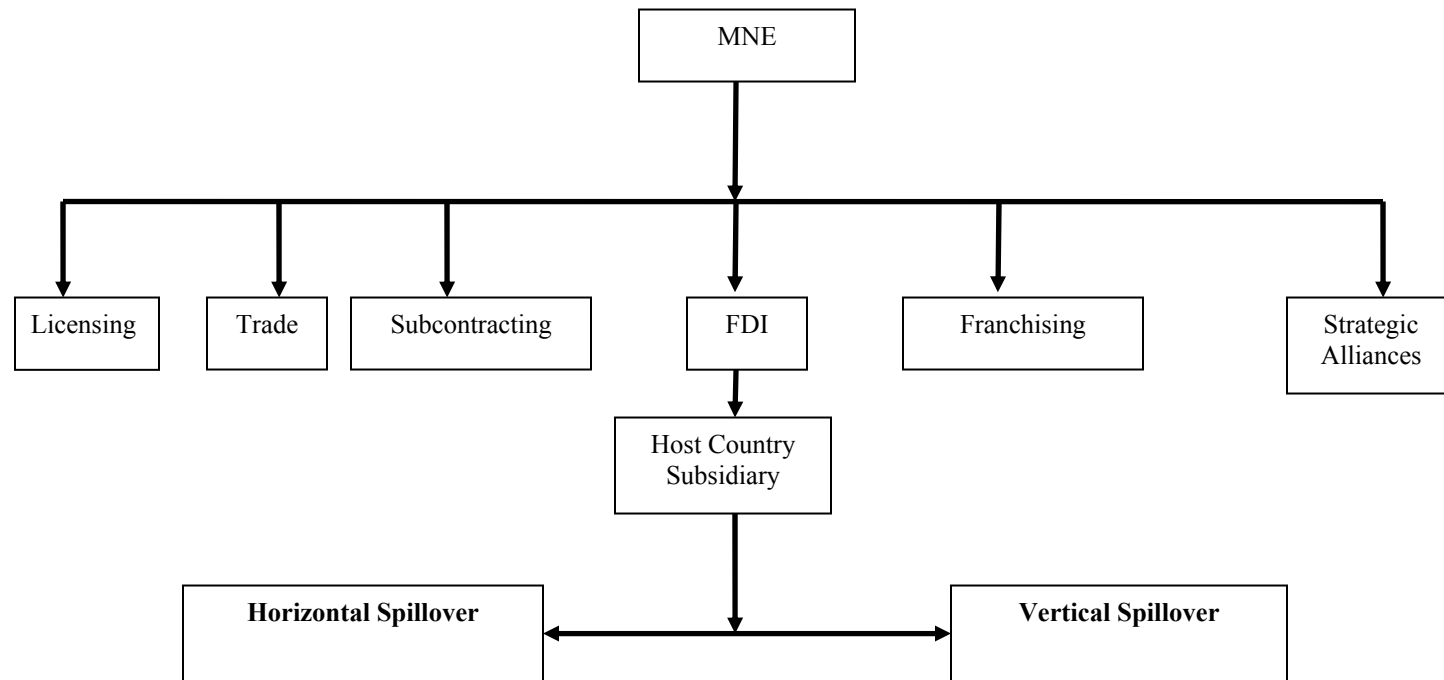 MNE
Licensing
Trade
Subcontracting
FDI
Franchising
Strategic
Alliances
Host Country
Subsidiary
Horizontal Spillover
Vertical Spillover